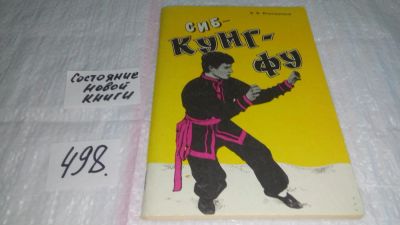 Состояние
новой
книги
498.
СИБ-
КУНГ-
ФУ